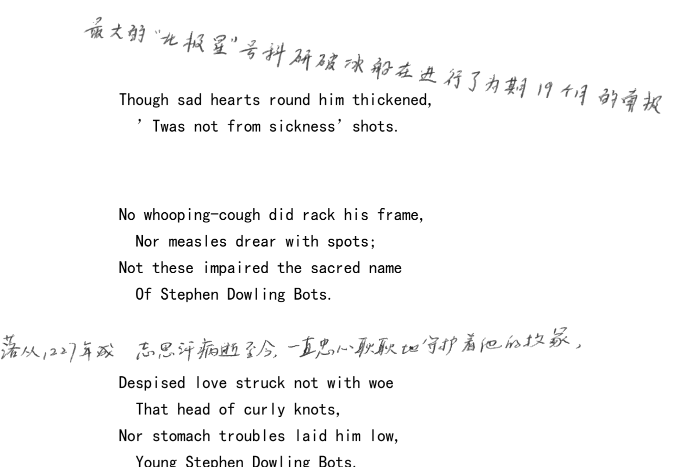 最大的“北极星”号科研破冰船在进行了为期19个月的南极
Though sad hearts round him thickened,
’Twas not from sickness’ shots.
No whooping-cough did rack his frame,
Nor measles drear with spots;
Not these impaired the sacred name
Of Stephen Dowling Bots.
落从1227年成 志思汗病逝至今,一直忠心耿耿地守护着他的故冢,
Despised love struck not with woe
That head of curly knots,
Nor stomach troubles laid him low,
Young Stephen Dowling Bots.